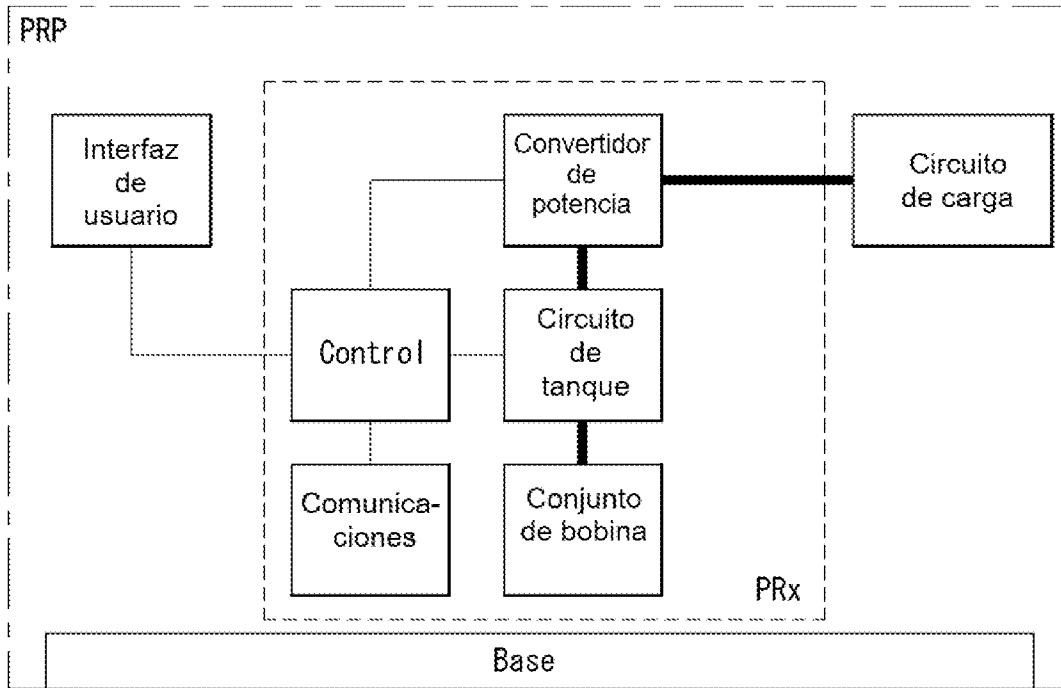 PRP
Interfaz
de
usuario
Convertidor
de
potencia
Circuito
de carga
Control
Circuito
de
tanque
Comunica-
ciones
Conjunto
de bobina
PRx
Base